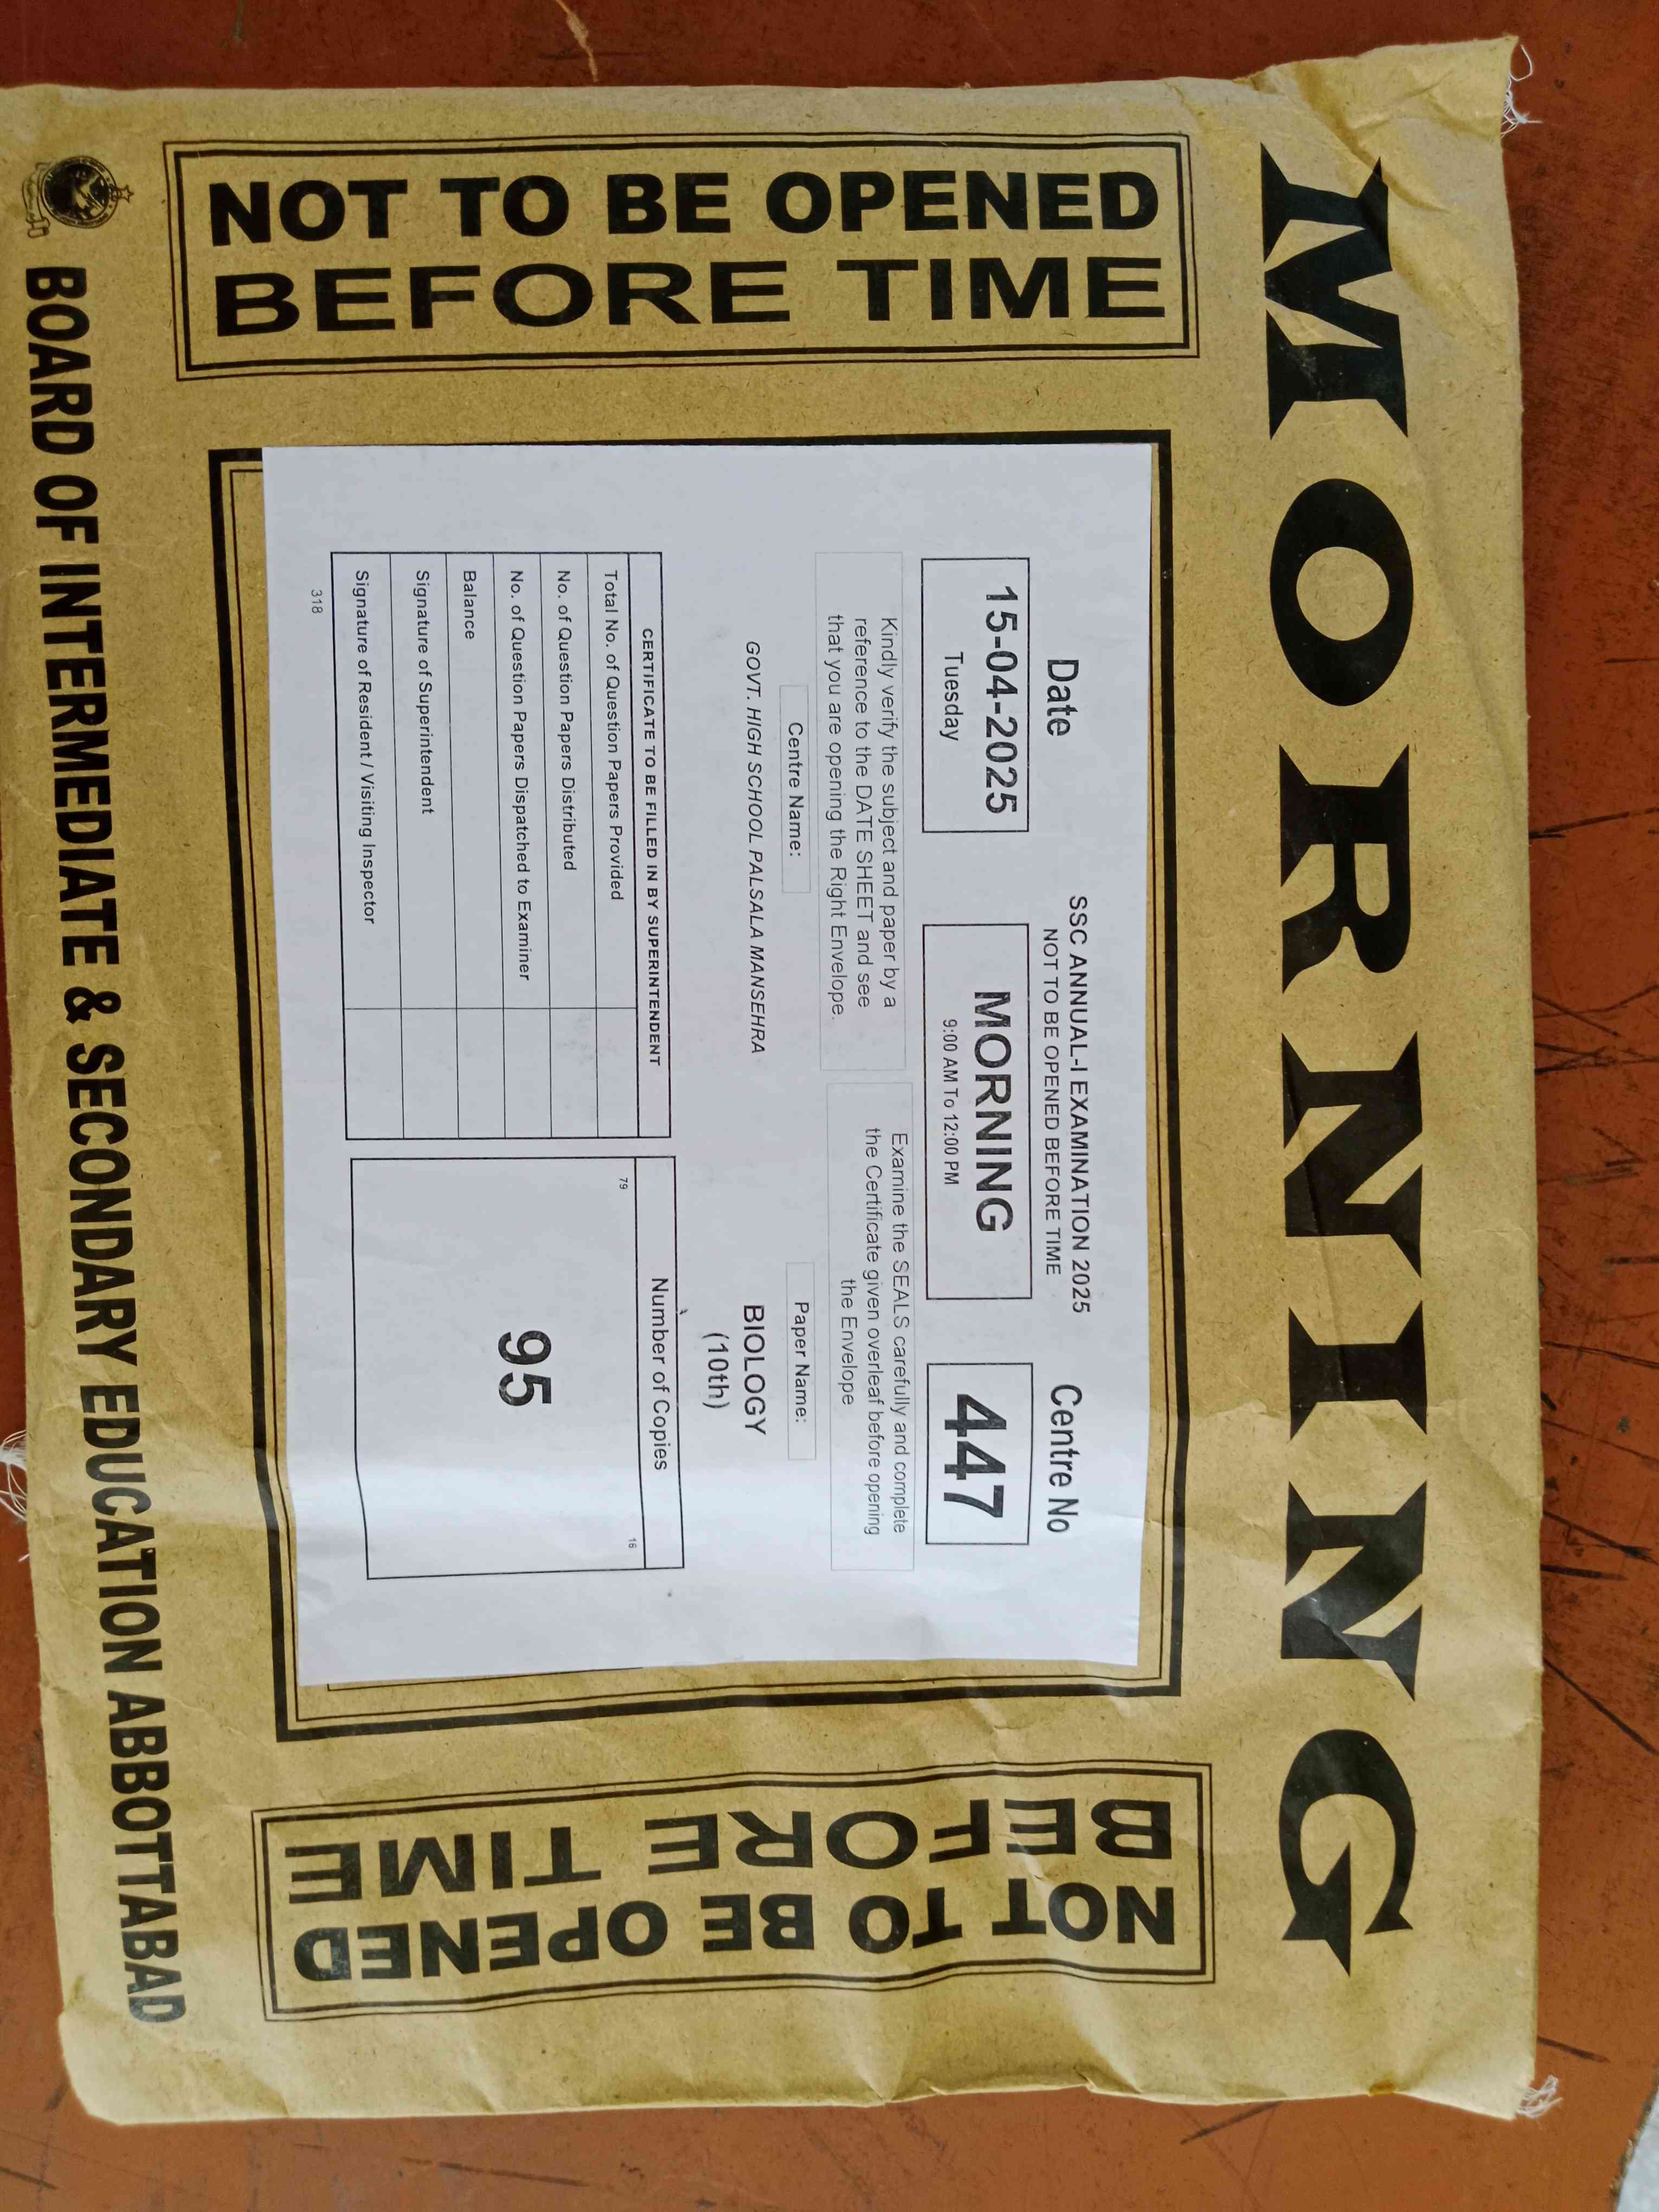 MORNING
NOT TO BE OPENED
BEFORE TIME
SSC ANNUAL-I EXAMINATION 2025
NOT TO BE OPENED BEFORE TIME
Date
15-04-2025
Tuesday
MORNING
9:00 AM To 12:00 PM
Centre No
447
Kindly verify the subject and paper by a
reference to the DATE SHEET and see
that you are opening the Right Envelope.
Examine the SEALS carefully and complete
the Certificate given overleaf before opening
the Envelope
Centre Name:
GOVT. HIGH SCHOOL PALSALA MANSEHRA
Paper Name:
BIOLOGY
(10th)
CERTIFICATE TO BE FILLED IN BY SUPERINTENDENT
Total No. of Question Papers Provided
No. of Question Papers Distributed
No. of Question Papers Dispatched to Examiner
Balance
Signature of Superintendent
Signature of Resident / Visiting Inspector
318
Number of Copies
79
16
95
NOT TO BE OPENED
BEFORE TIME
BOARD OF INTERMEDIATE & SECONDARY EDUCATION ABBOTTABAD